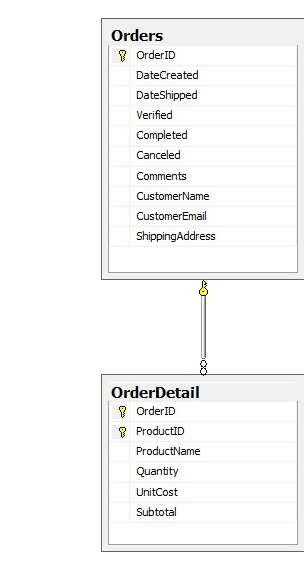 Orders
OrderID
DateCreated
DateShipped
Verified
Completed
Canceled
Comments
CustomerName
CustomerEmail
ShippingAddress
OrderDetail
OrderID
ProductID
ProductName
Quantity
UnitCost
Subtotal